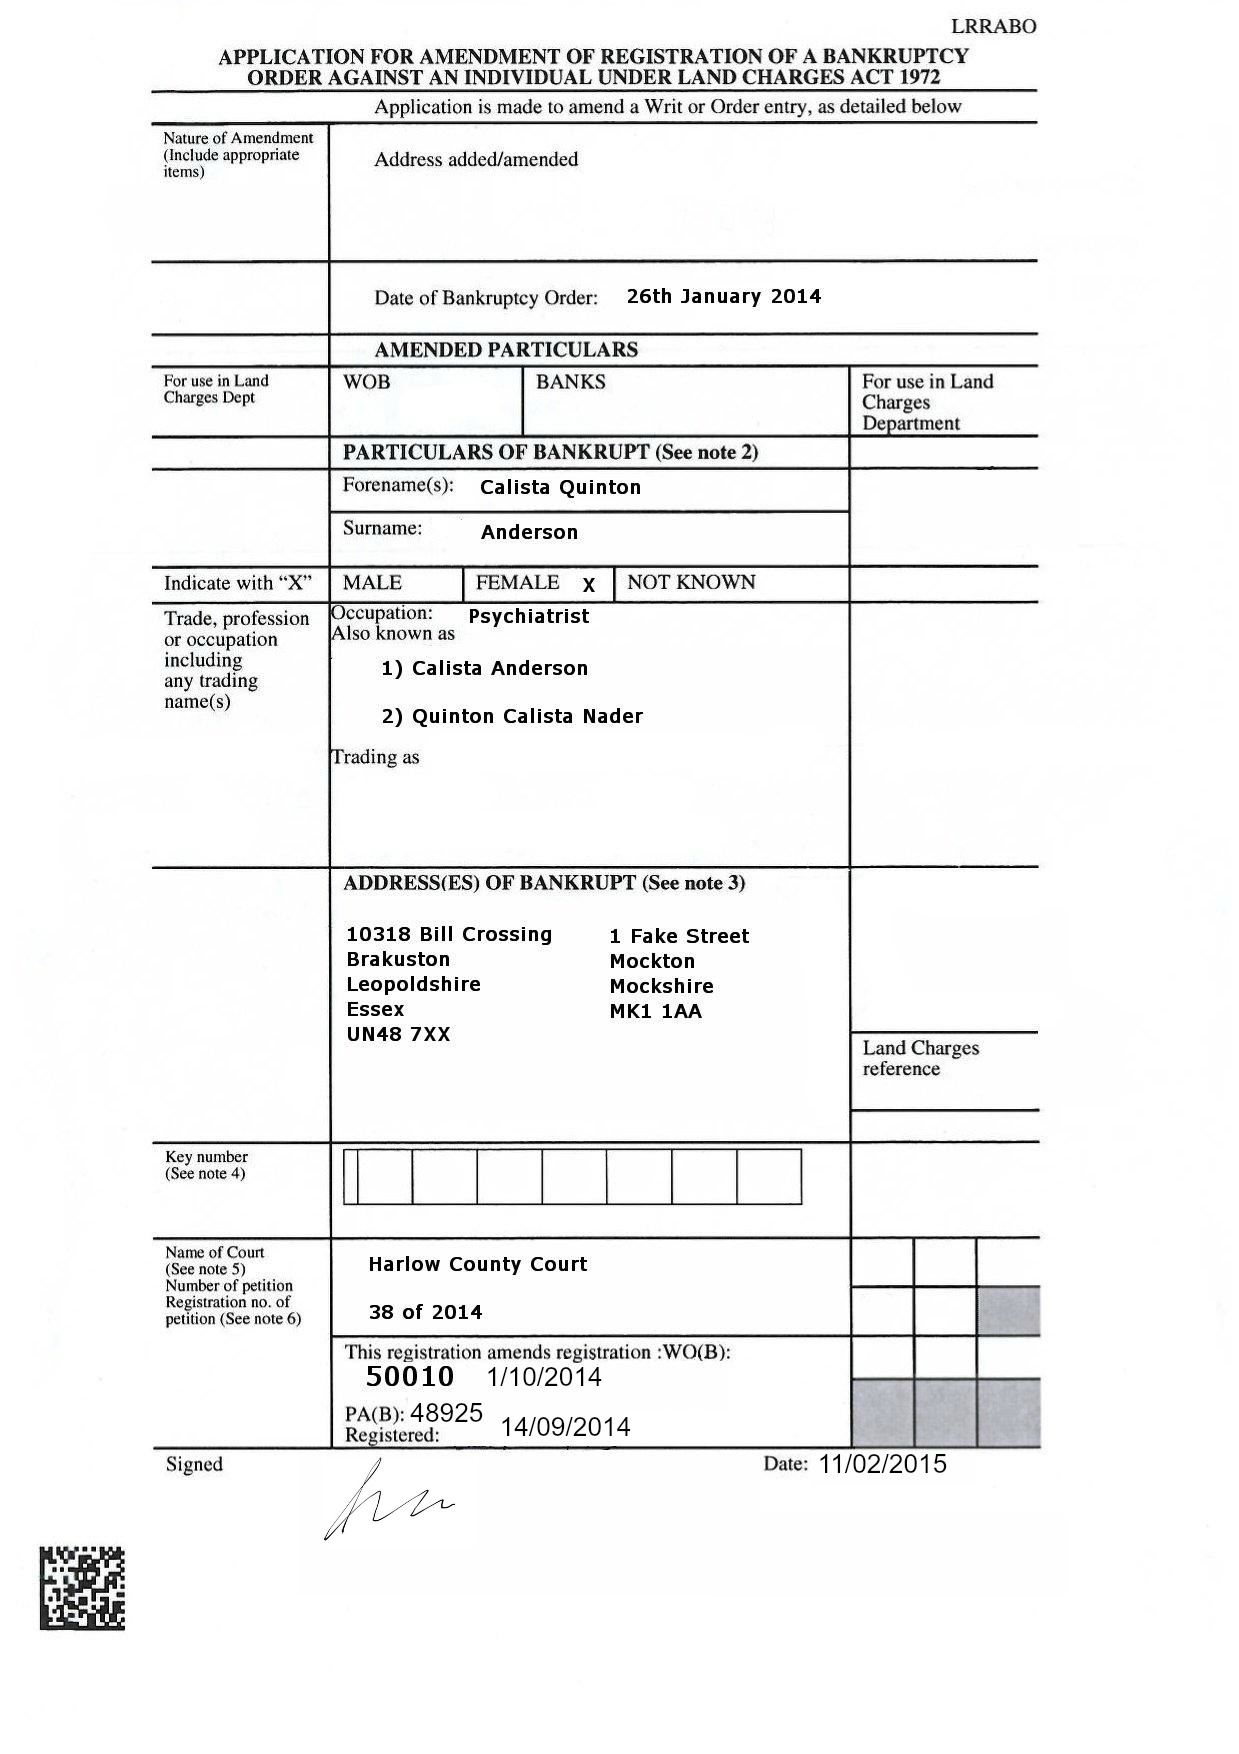 LRRABO
APPLICATION FOR AMENDMENT OF REGISTRATION OF A BANKRUPTCY
ORDER AGAINST AN INDIVIDUAL UNDER LAND CHARGES ACT 1972
Application is made to amend a Writ or Order entry, as detailed below
Nature of Amendment
(Include appropriate
items)
Address added/amended
Date of Bankruptcy Order: 26th January 2014
AMENDED PARTICULARS
For use in Land
Charges Dept
WOB
BANKS
For use in Land
Charges
Department
PARTICULARS OF BANKRUPT (See note 2)
Forename(s): Calista Quinton
Surname: Anderson
Indicate with “X”
MALE
FEMALE X
NOT KNOWN
Trade, profession
or occupation
including
any trading
name(s)
Occupation: Psychiatrist
Also known as
1) Calista Anderson
2) Quinton Calista Nader
Trading as
ADDRESS(ES) OF BANKRUPT (See note 3)
10318 Bill Crossing
Brakuston
Leopoldshire
Essex
UN48 7XX
1 Fake Street
Mockton
Mockshire
MK1 1AA
Land Charges
reference
Key number
(See note 4)
Name of Court
(See note 5)
Number of petition
Registration no. of
petition (See note 6)
Harlow County Court
38 of 2014
This registration amends registration :WO(B):
50010 1/10/2014
PA(B): 48925
Registered: 14/09/2014
Signed
Date: 11/02/2015